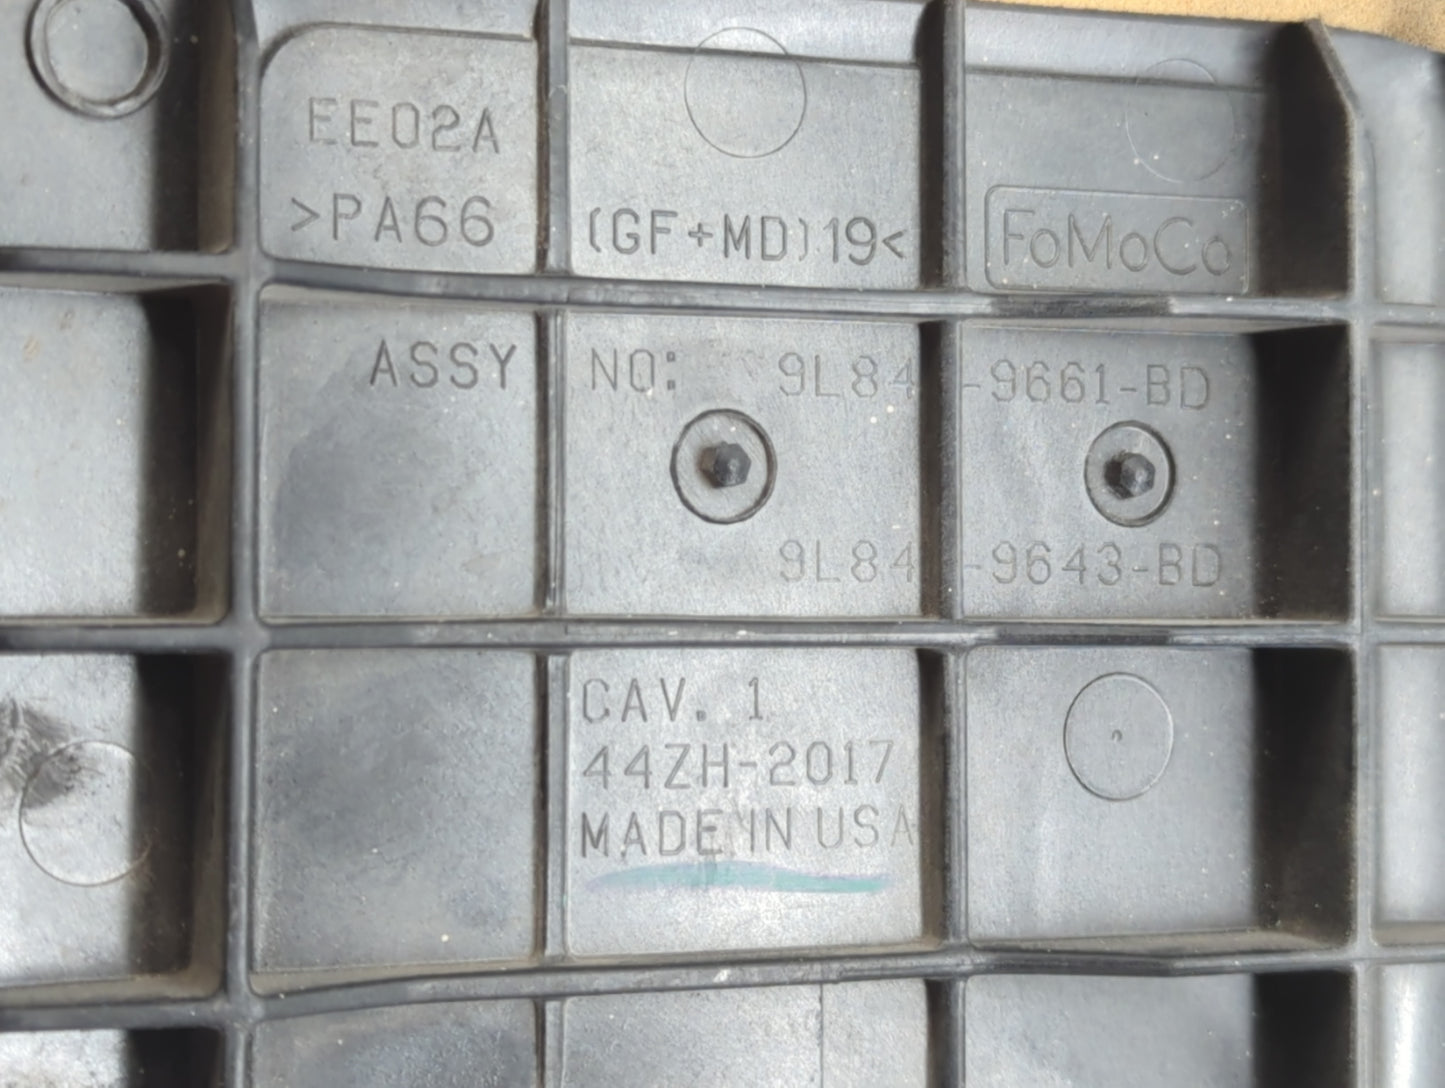 EE02A
>PA66 (GF+MD)19< FoMoCo
ASSY NO: 9L84-9661-BD
9L84-9643-BD
CAV. 1
44ZH-2017
MADE IN USA